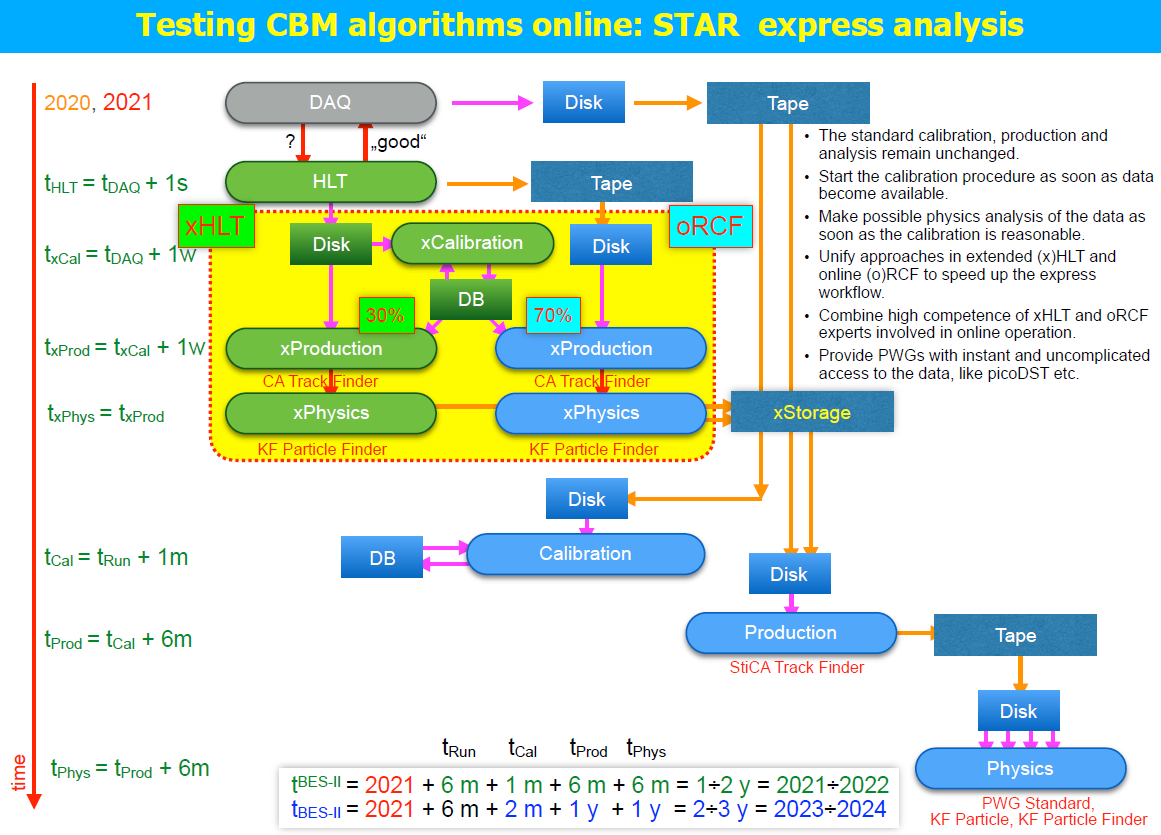 Testing CBM algorithms online: STAR express analysis
2020, 2021
DAQ
Disk
Tape
?
„good“
• The standard calibration, production and
analysis remain unchanged.
• Start the calibration procedure as soon as data
become available.
• Make possible physics analysis of the data as
soon as the calibration is reasonable.
• Unify approaches in extended (x)HLT and
online (o)RCF to speed up the express
workflow.
• Combine high competence of xHLT and oRCF
experts involved in online operation.
• Provide PWGs with instant and uncomplicated
access to the data, like picoDST etc.
tHLT = tDAQ + 1s
HLT
Tape
xHLT
oRCF
txCal = tDAQ + 1w
Disk
xCalibration
Disk
DB
30%
70%
txProd = txCal + 1w
xProduction
xProduction
CA Track Finder
CA Track Finder
txPhys = txProd
xPhysics
xPhysics
xStorage
KF Particle Finder
KF Particle Finder
Disk
tCal = tRun + 1m
DB
Calibration
Disk
tProd = tCal + 6m
Production
Tape
StiCA Track Finder
Disk
time
tPhys = tProd + 6m
Physics
PWG Standard,
KF Particle, KF Particle Finder
tRun tCal tProd tPhys
tBES-II = 2021 + 6 m + 1 m + 6 m + 6 m = 1÷2 y = 2021÷2022
tBES-II = 2021 + 6 m + 2 m + 1 y + 1 y = 2÷3 y = 2023÷2024